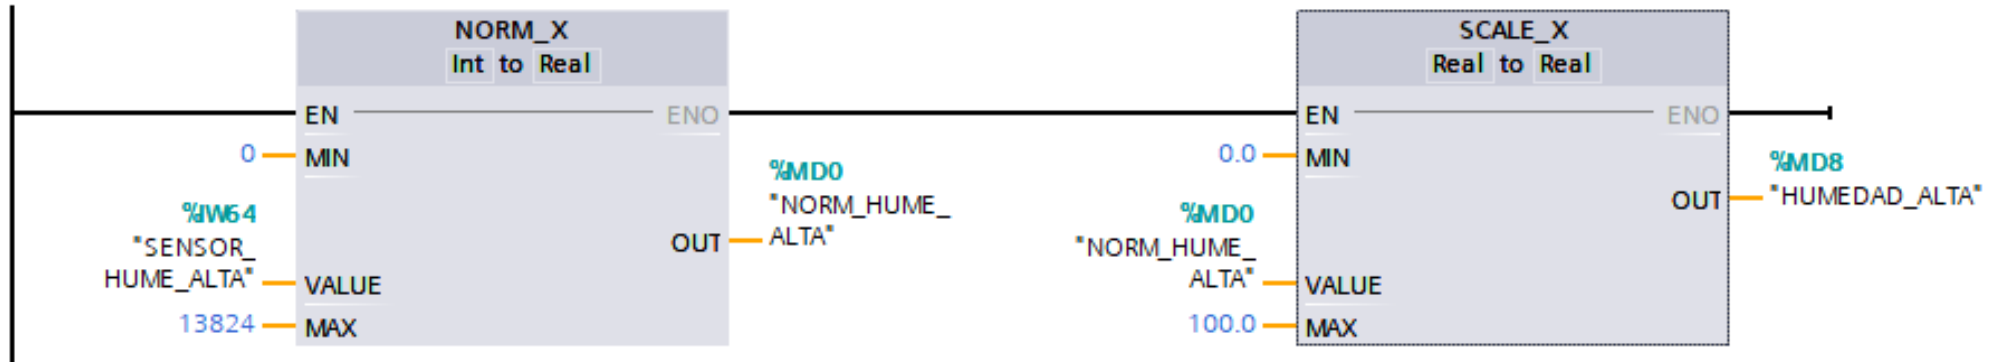 NORM_X
Int to Real
EN
ENO
0
MIN
%IW64
"SENSOR_
HUME_ALTA"
VALUE
13824
MAX
OUT
%MD0
"NORM_HUME_
ALTA"
SCALE_X
Real to Real
EN
ENO
0.0
MIN
%MD0
"NORM_HUME_
ALTA"
VALUE
100.0
MAX
OUT
%MD8
"HUMEDAD_ALTA"